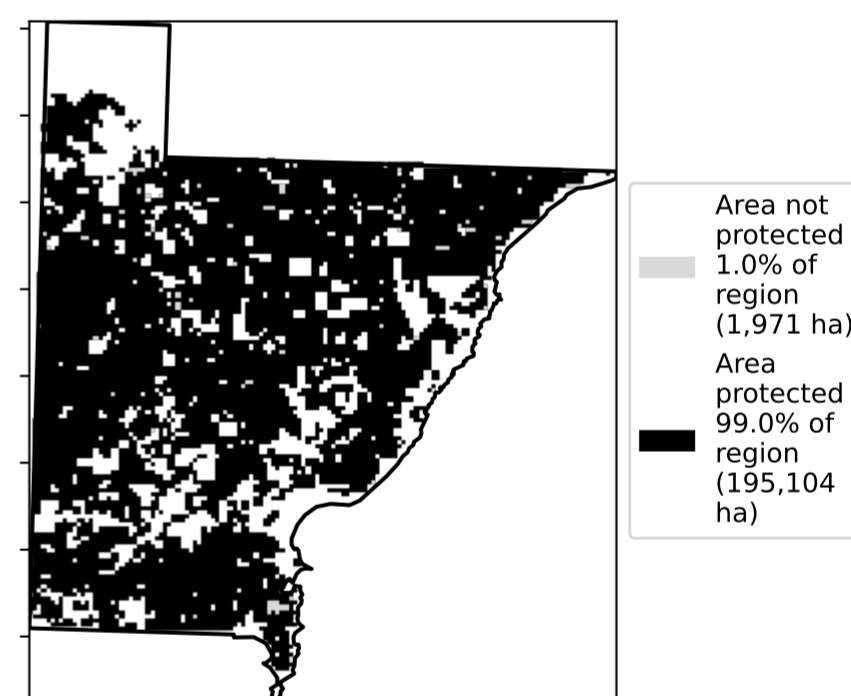 Area not
protected
1.0% of
region
(1,971 ha)
Area
protected
99.0% of
region
(195,104
ha)